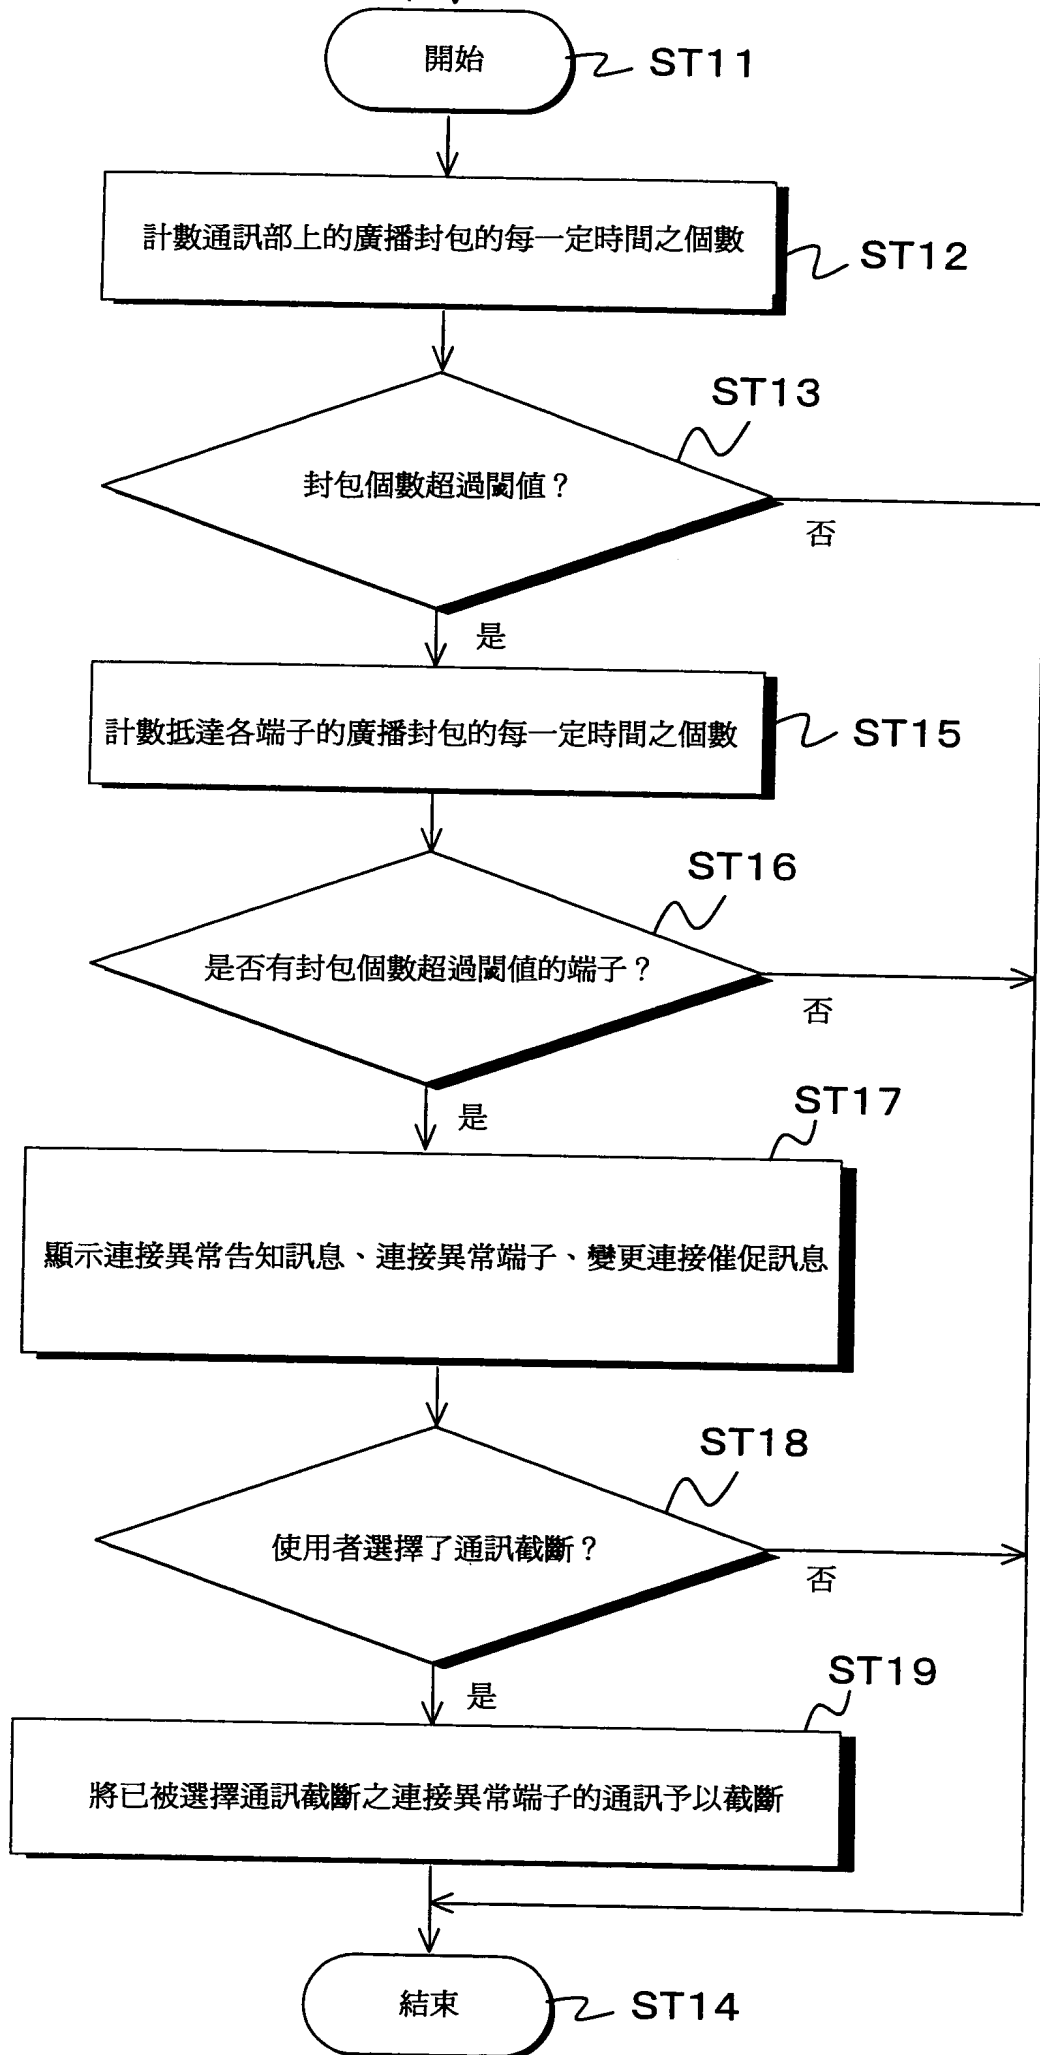 開始
ST11
計數通訊部上的廣播封包的每一定時間之個數
ST12
ST13
封包個數超過閾值？
否
是
計數抵達各端子的廣播封包的每一定時間之個數
ST15
ST16
是否有封包個數超過閾值的端子？
否
是
ST17
顯示連接異常告知訊息、連接異常端子、變更連接催促訊息
ST18
使用者選擇了通訊截斷？
否
是
ST19
將已被選擇通訊截斷之連接異常端子的通訊予以截斷
結束
ST14